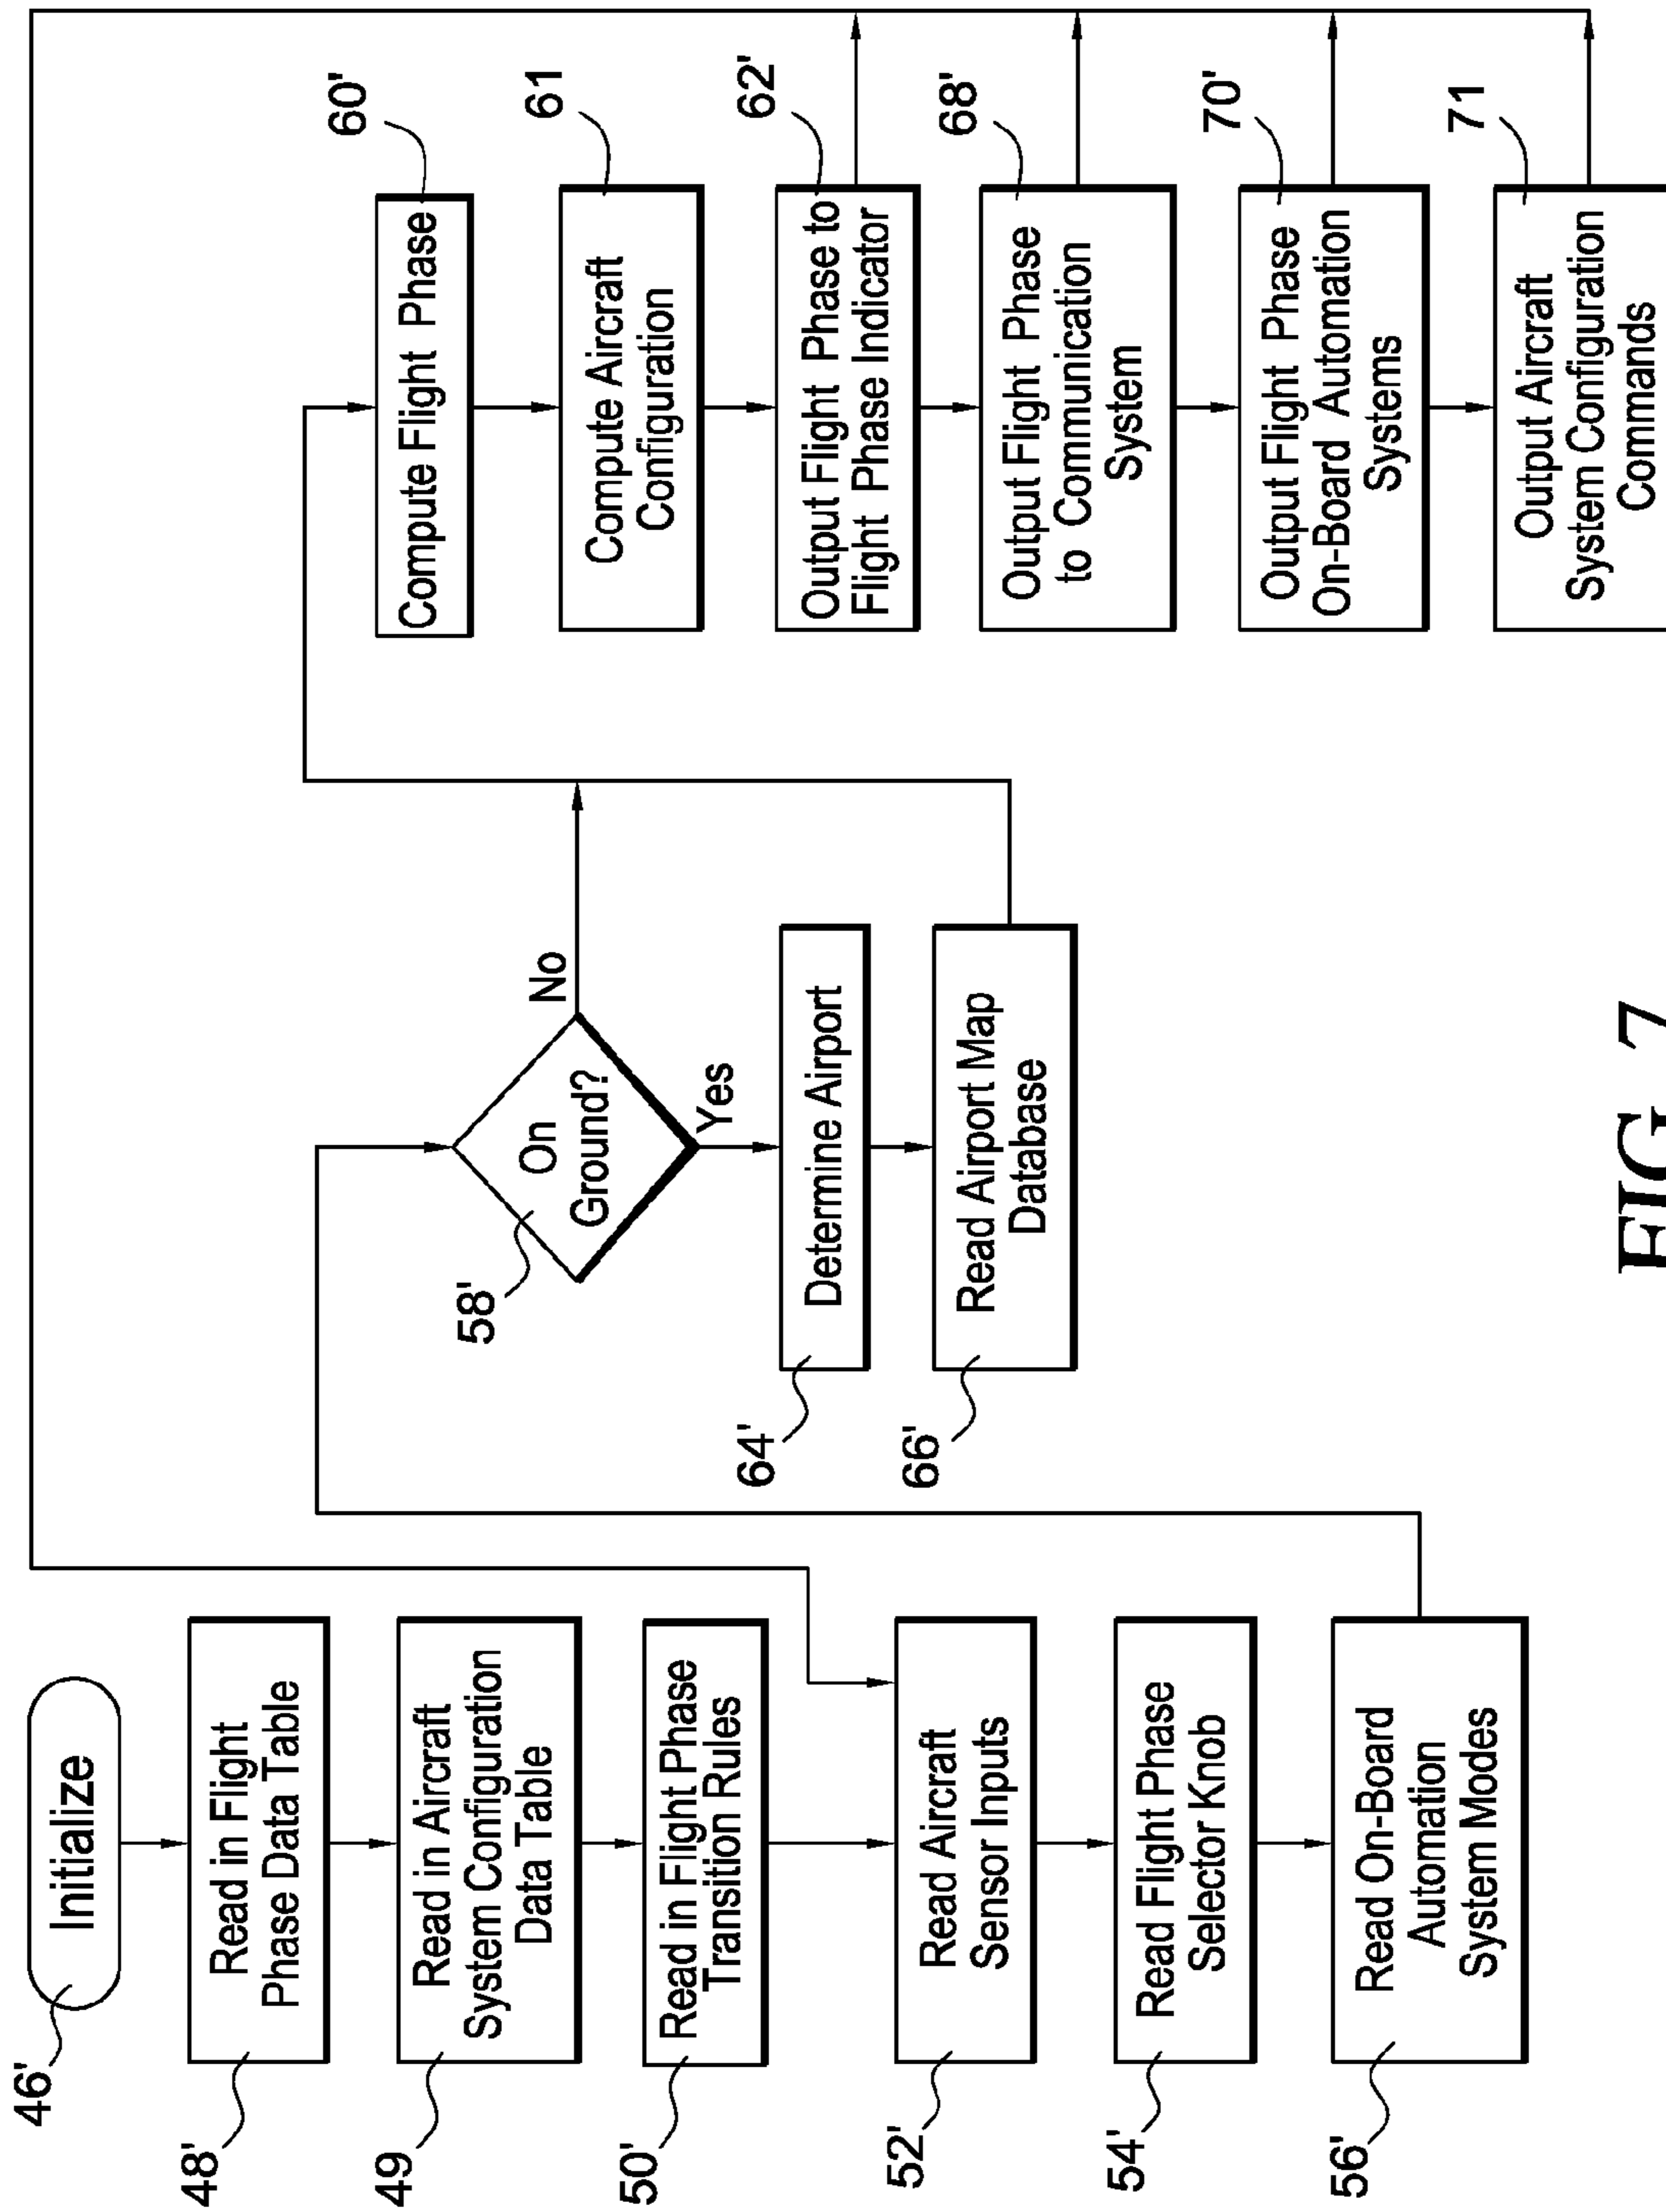 46'
Initialize
48'
Read in Flight
Phase Data Table
49
Read in Aircraft
System Configuration
Data Table
50'
Read in Flight Phase
Transition Rules
52'
Read Aircraft
Sensor Inputs
54'
Read Flight Phase
Selector Knob
56'
Read On-Board
Automation
System Modes
58'
On
Ground?
No
Yes
64'
Determine Airport
66'
Read Airport Map
Database
60'
Compute Flight Phase
61
Compute Aircraft
Configuration
62'
Output Flight Phase to
Flight Phase Indicator
68'
Output Flight Phase
to Communication
System
70'
Output Flight Phase
On-Board Automation
Systems
71
Output Aircraft
System Configuration
Commands
FIG. 7